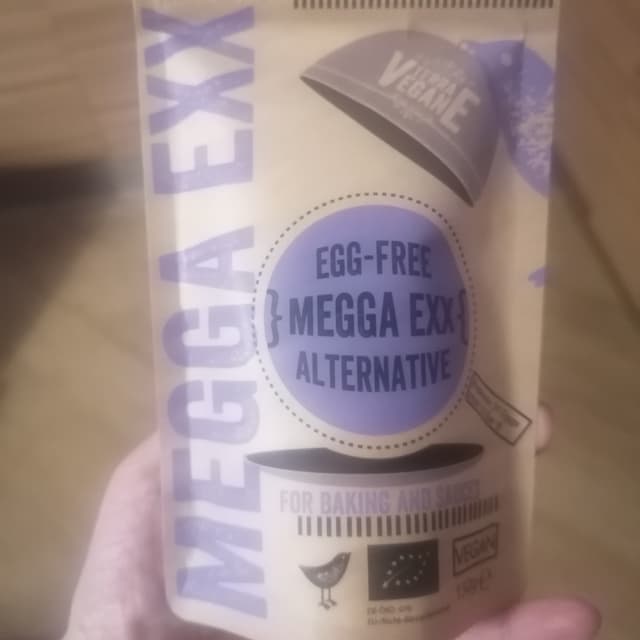 MEGGA EXX
TERRA
VEGANE
EGG-FREE
MEGGA EXX
ALTERNATIVE
FOR BAKING AND SAUCES
VEGAN